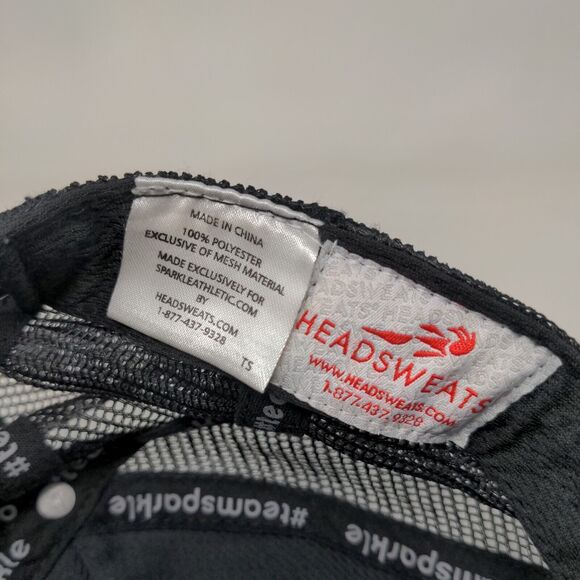 MADE IN CHINA
100% POLYESTER
EXCLUSIVE OF MESH MATERIAL
MADE EXCLUSIVELY FOR
SPARKLEATHLETIC.COM
BY
HEADSWEATS.COM
1-877-437-9328
TS
HEADSWEATS
WWW.HEADSWEATS.COM
1-877-437-9328
#teamsparkle
#teamsparkle